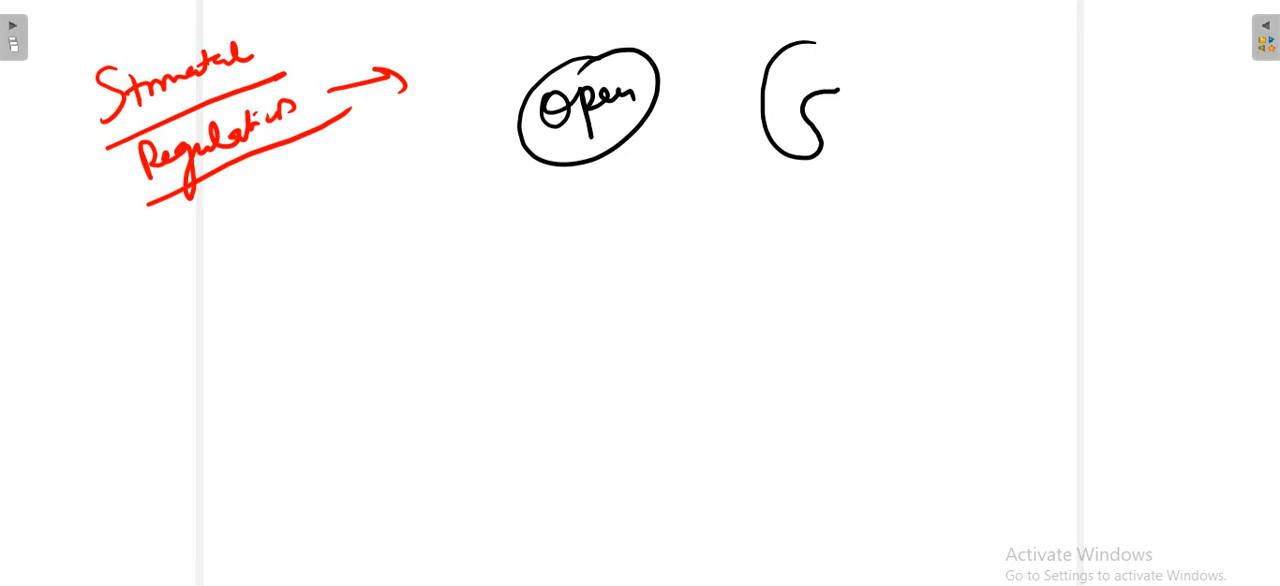 Stomatal
Regulation →
Open
Activate Windows
Go to Settings to activate Windows.